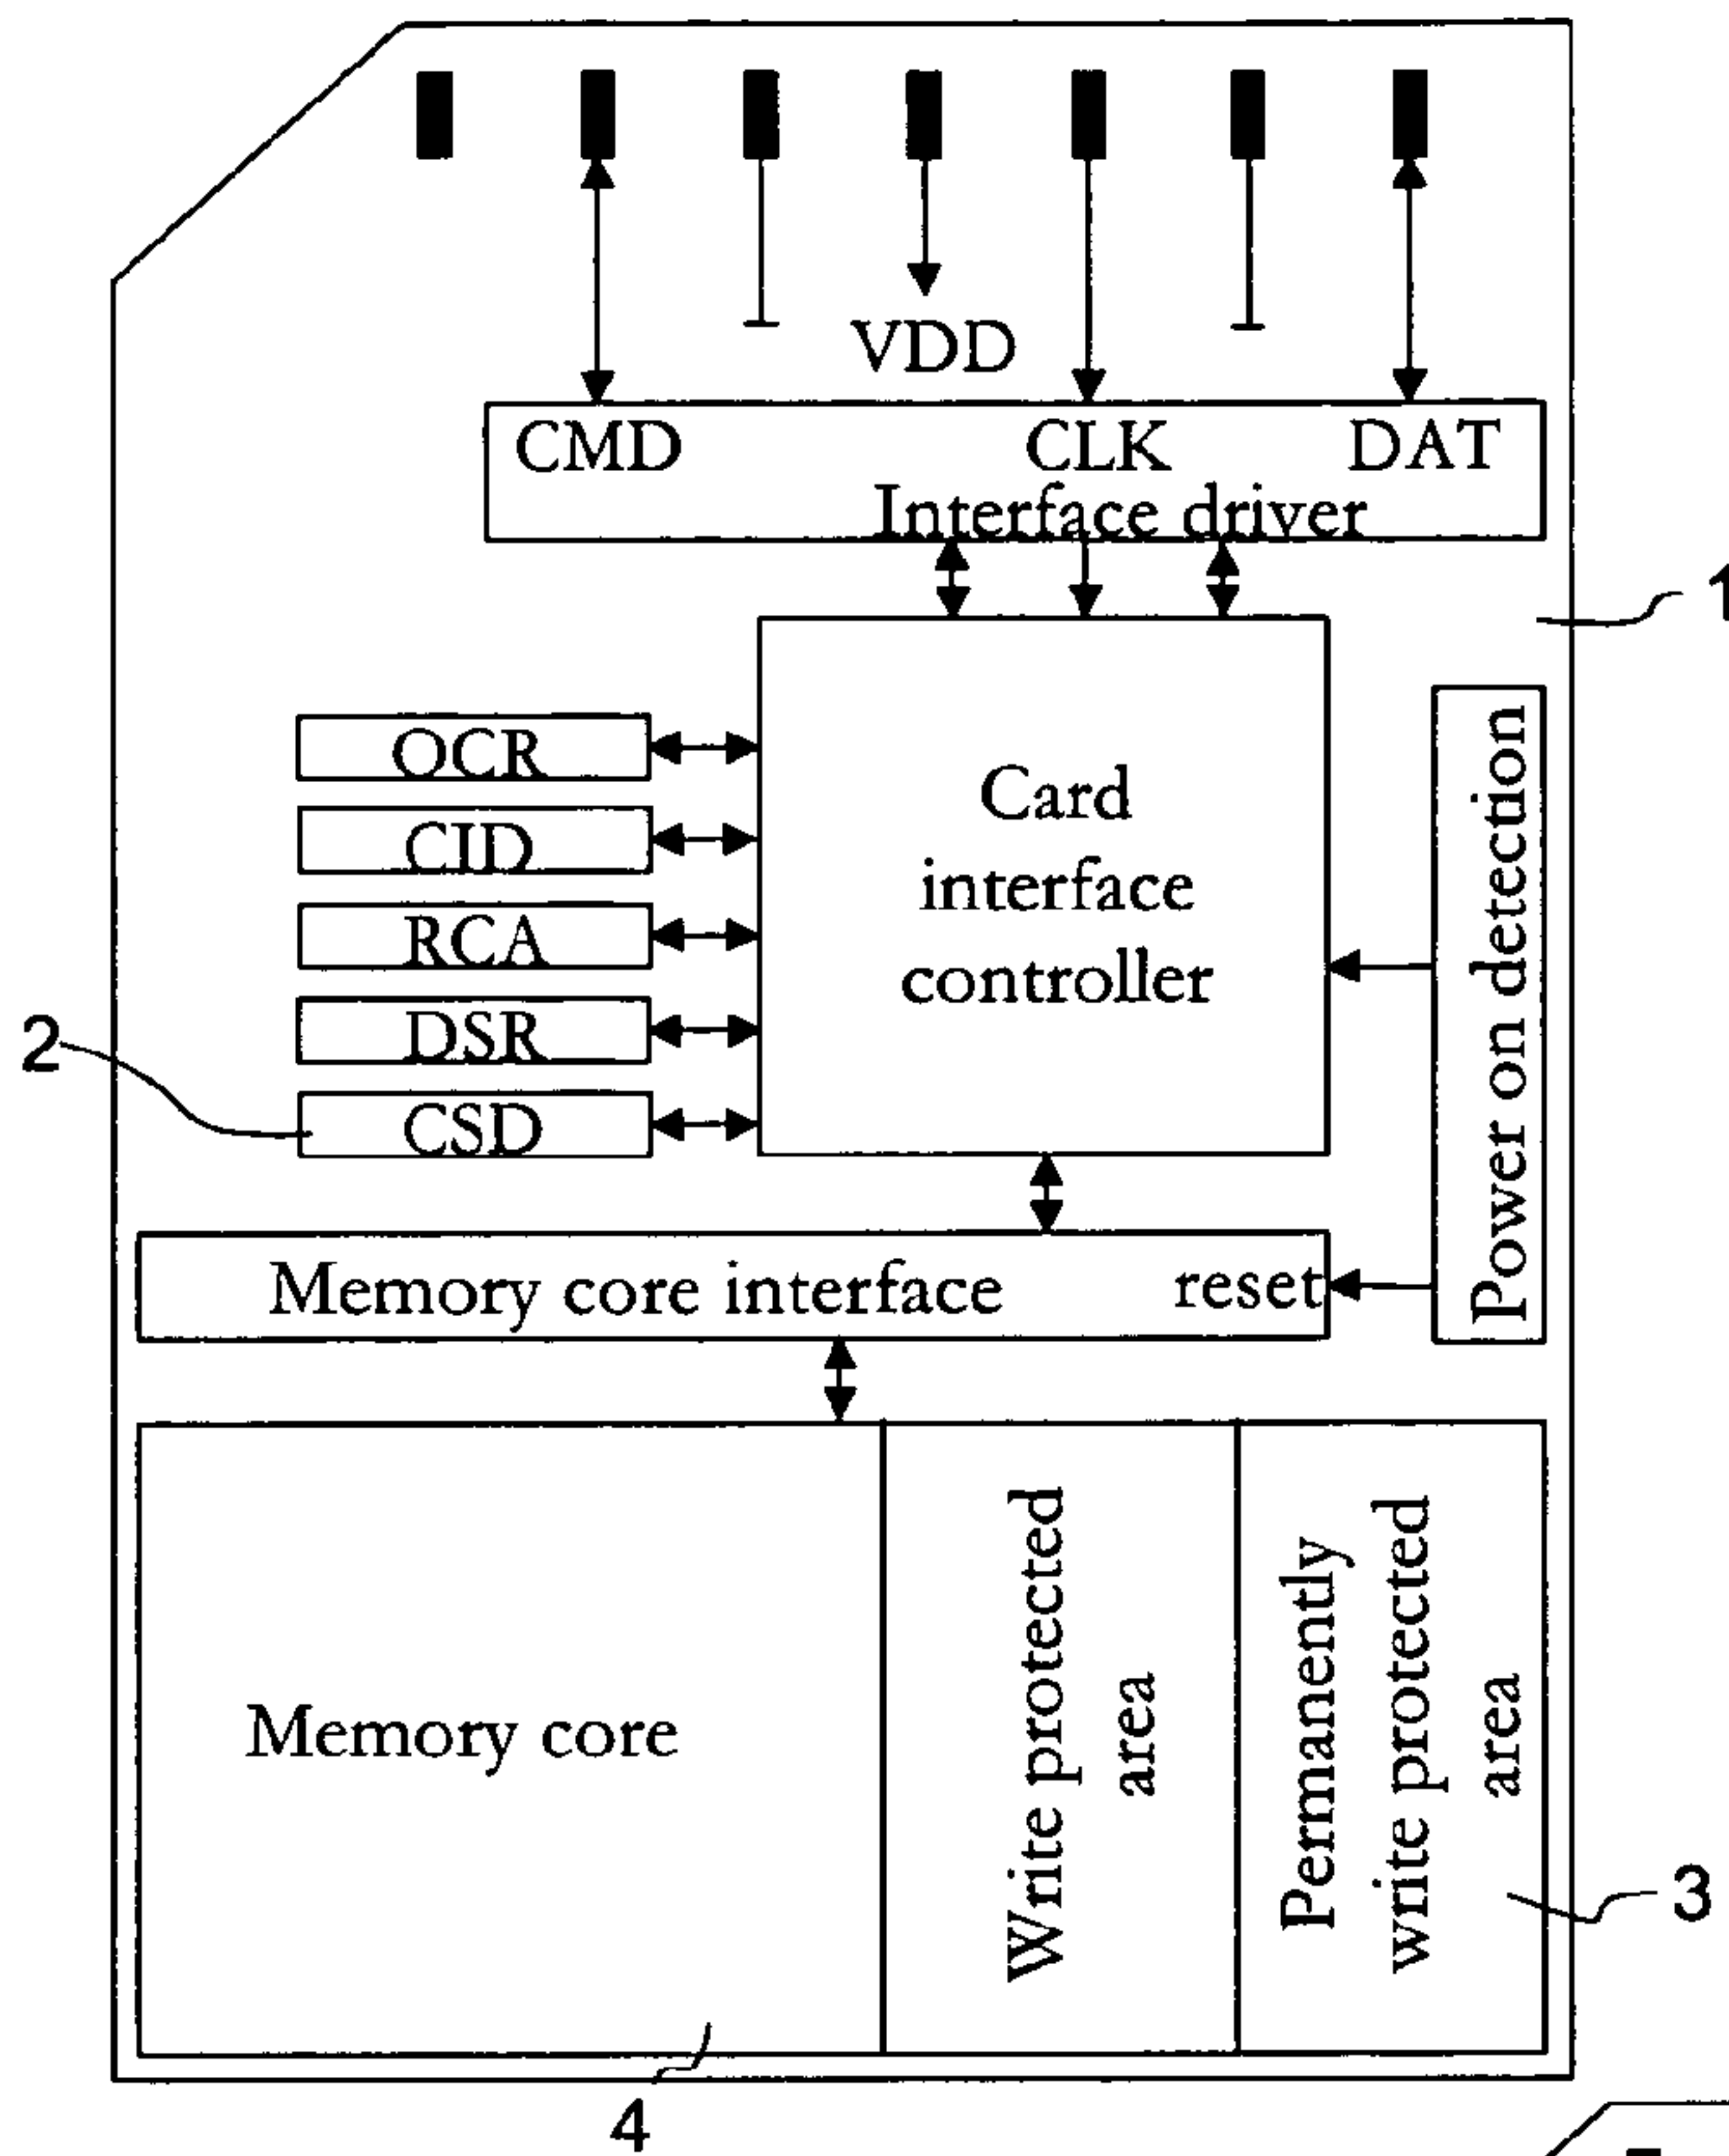 VDD
CMD CLK DAT
Interface driver
1
OCR
CID
RCA
DSR
CSD
2
Card
interface
controller
Power on detection
Memory core interface reset
Memory core
Write protected
area
Permanently
write protected
area
3
4